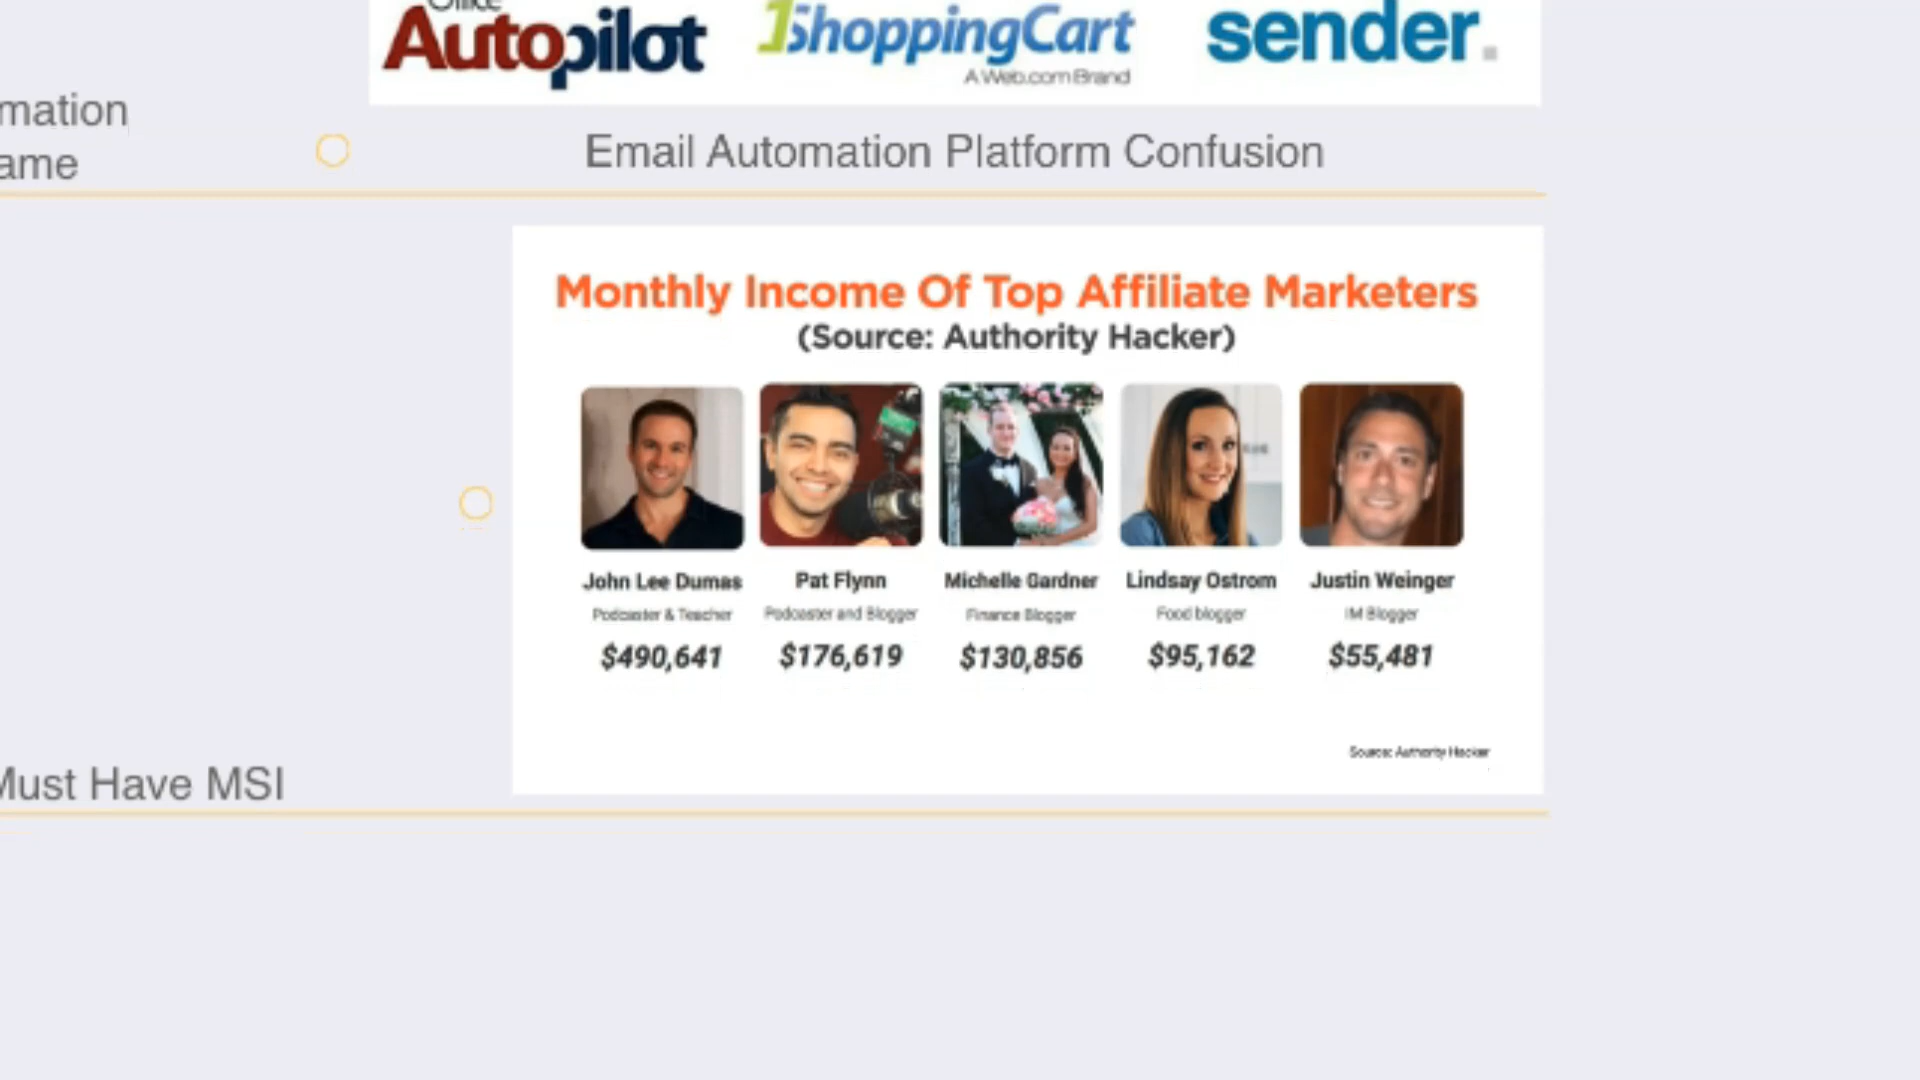 Office
Autopilot
1ShoppingCart
A Web.com Brand
sender.
mation
ame
Email Automation Platform Confusion
Monthly Income Of Top Affiliate Marketers
(Source: Authority Hacker)
John Lee Dumas
Podcaster & Teacher
$490,641
Pat Flynn
Podcaster and Blogger
$176,619
Michelle Gardner
Finance Blogger
$130,856
Lindsay Ostrom
Food blogger
$95,162
Justin Weinger
IM Blogger
$55,481
Source: Authority Hacker
Must Have MSI